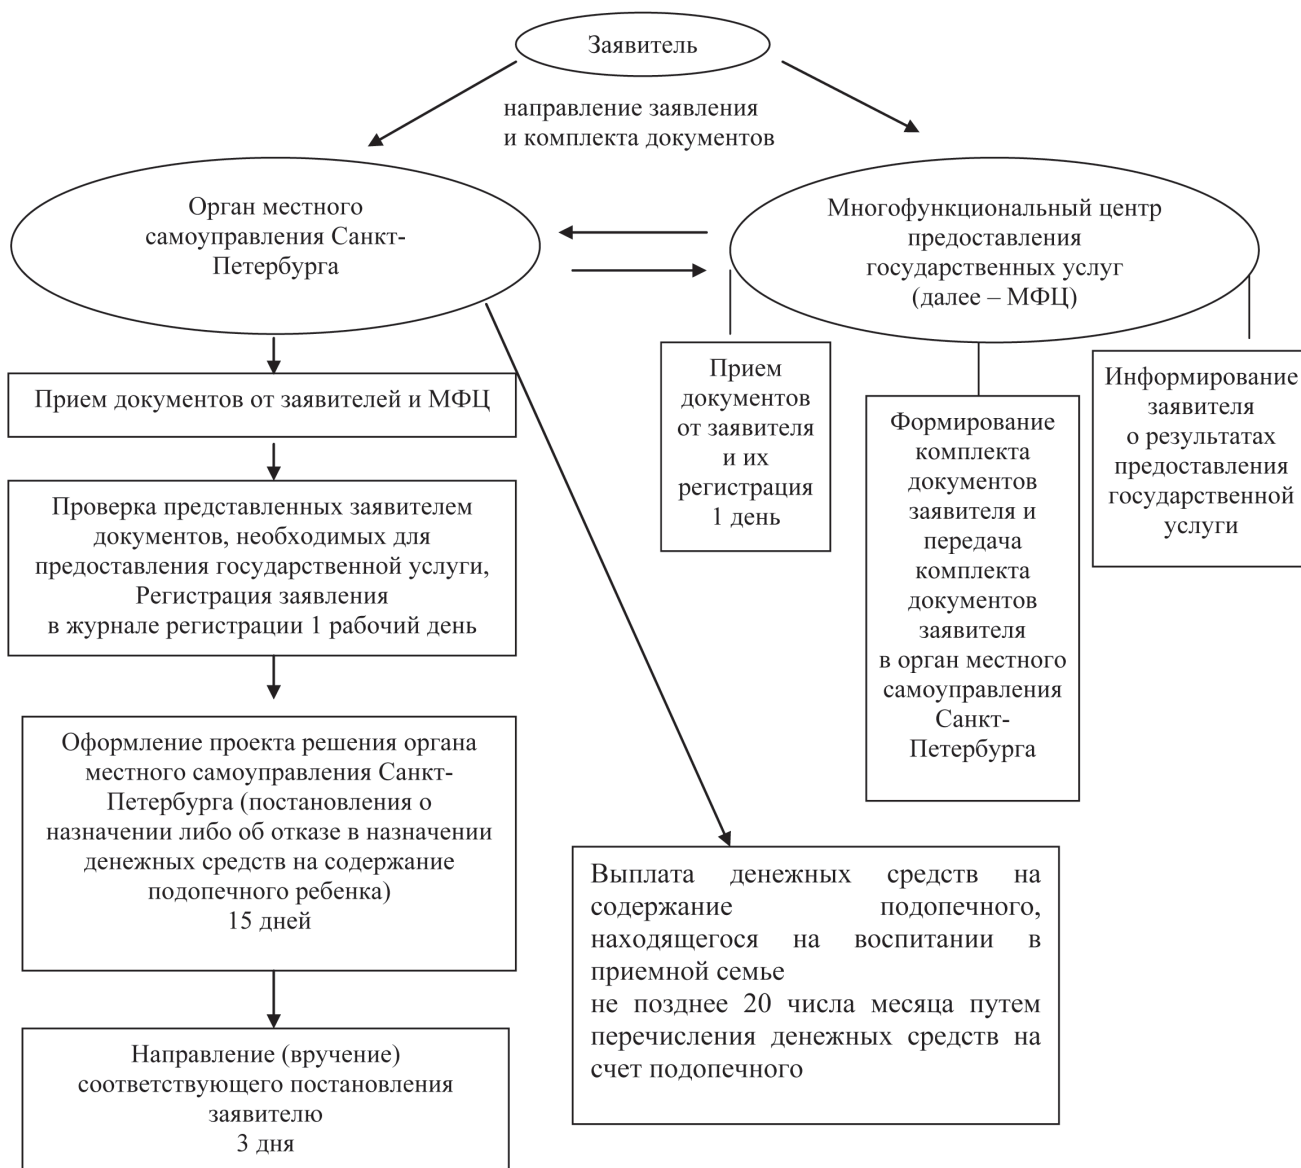 Заявитель
направление заявления
и комплекта документов
Орган местного
самоуправления Санкт-
Петербурга
Многофункциональный центр
предоставления
государственных услуг
(далее – МФЦ)
Прием документов от заявителей и МФЦ
Проверка представленных заявителем
документов, необходимых для
предоставления государственной услуги,
Регистрация заявления
в журнале регистрации 1 рабочий день
Оформление проекта решения органа
местного самоуправления Санкт-
Петербурга (постановления о
назначении либо об отказе в назначении
денежных средств на содержание
подопечного ребенка)
15 дней
Направление (вручение)
соответствующего постановления
заявителю
3 дня
Прием
документов
от заявителя
и их
регистрация
1 день
Формирование
комплекта
документов
заявителя и
передача
комплекта
документов
заявителя
в орган местного
самоуправления
Санкт-
Петербурга
Информирование
заявителя
о результатах
предоставления
государственной
услуги
Выплата денежных средств на
содержание подопечного,
находящегося на воспитании в
приемной семье
не позднее 20 числа месяца путем
перечисления денежных средств на
счет подопечного